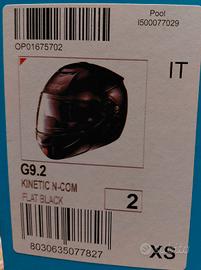 Pool
I500077029
OP01675702
IT
G9.2
KINETIC N-COM
FLAT BLACK
2
8030635077827
XS